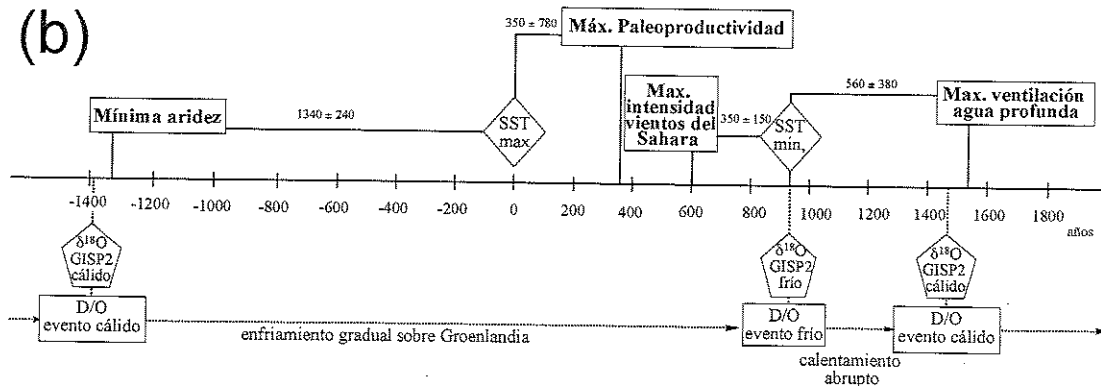 (b)
350 ± 780
Máx. Paleoproductividad
Mínima aridez
1340 ± 240
SST
max
Max.
intensidad
vientos del
Sahara
350 ± 150
SST
mín,
560 ± 380
Max. ventilación
agua profunda
-1400 -1200 -1000 -800 -600 -400 -200 0 200 400 600 800 1000 1200 1400 1600 1800
años
δ¹⁸O
GISP2
cálido
δ¹⁸O
GISP2
frío
δ¹⁸O
GISP2
cálido
D/O
evento cálido
enfriamiento gradual sobre Groenlandia
D/O
evento frío
calentamiento
abrupto
D/O
evento cálido